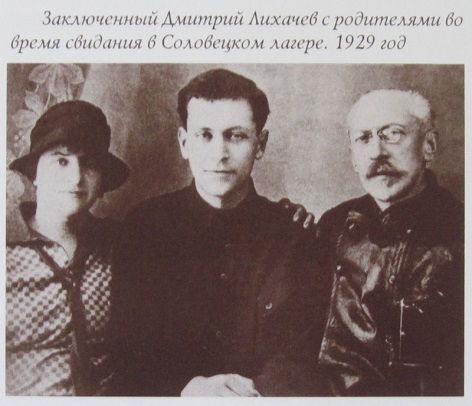 Заключенный Дмитрий Лихачев с родителями во
время свидания в Соловецком лагере. 1929 год